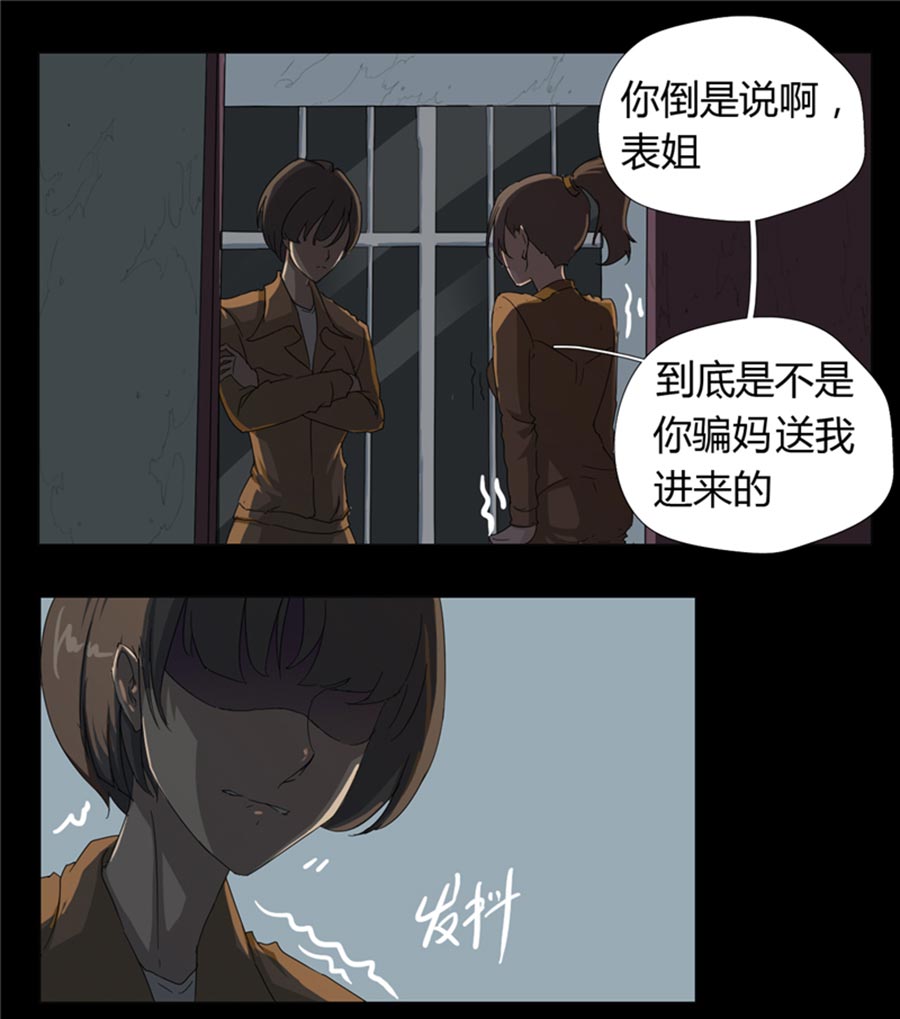 你倒是说啊，
表姐
到底是不是
你骗妈送我
进来的
发抖